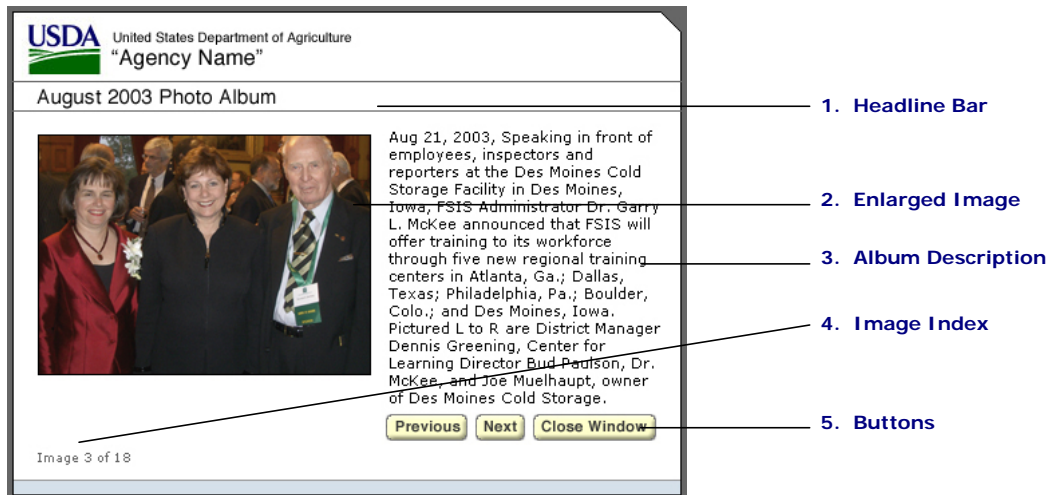 USDA
United States Department of Agriculture
“Agency Name”
August 2003 Photo Album
1. Headline Bar
Aug 21, 2003, Speaking in front of
employees, inspectors and
reporters at the Des Moines Cold
Storage Facility in Des Moines,
Iowa, FSIS Administrator Dr. Garry
L. McKee announced that FSIS will
offer training to its workforce
through five new regional training
centers in Atlanta, Ga.; Dallas,
Texas; Philadelphia, Pa.; Boulder,
Colo.; and Des Moines, Iowa.
Pictured L to R are District Manager
Dennis Greening, Center for
Learning Director Bud Paulson, Dr.
McKee, and Joe Muelhaupt, owner
of Des Moines Cold Storage.
2. Enlarged Image
3. Album Description
4. Image Index
Previous Next Close Window
5. Buttons
Image 3 of 18